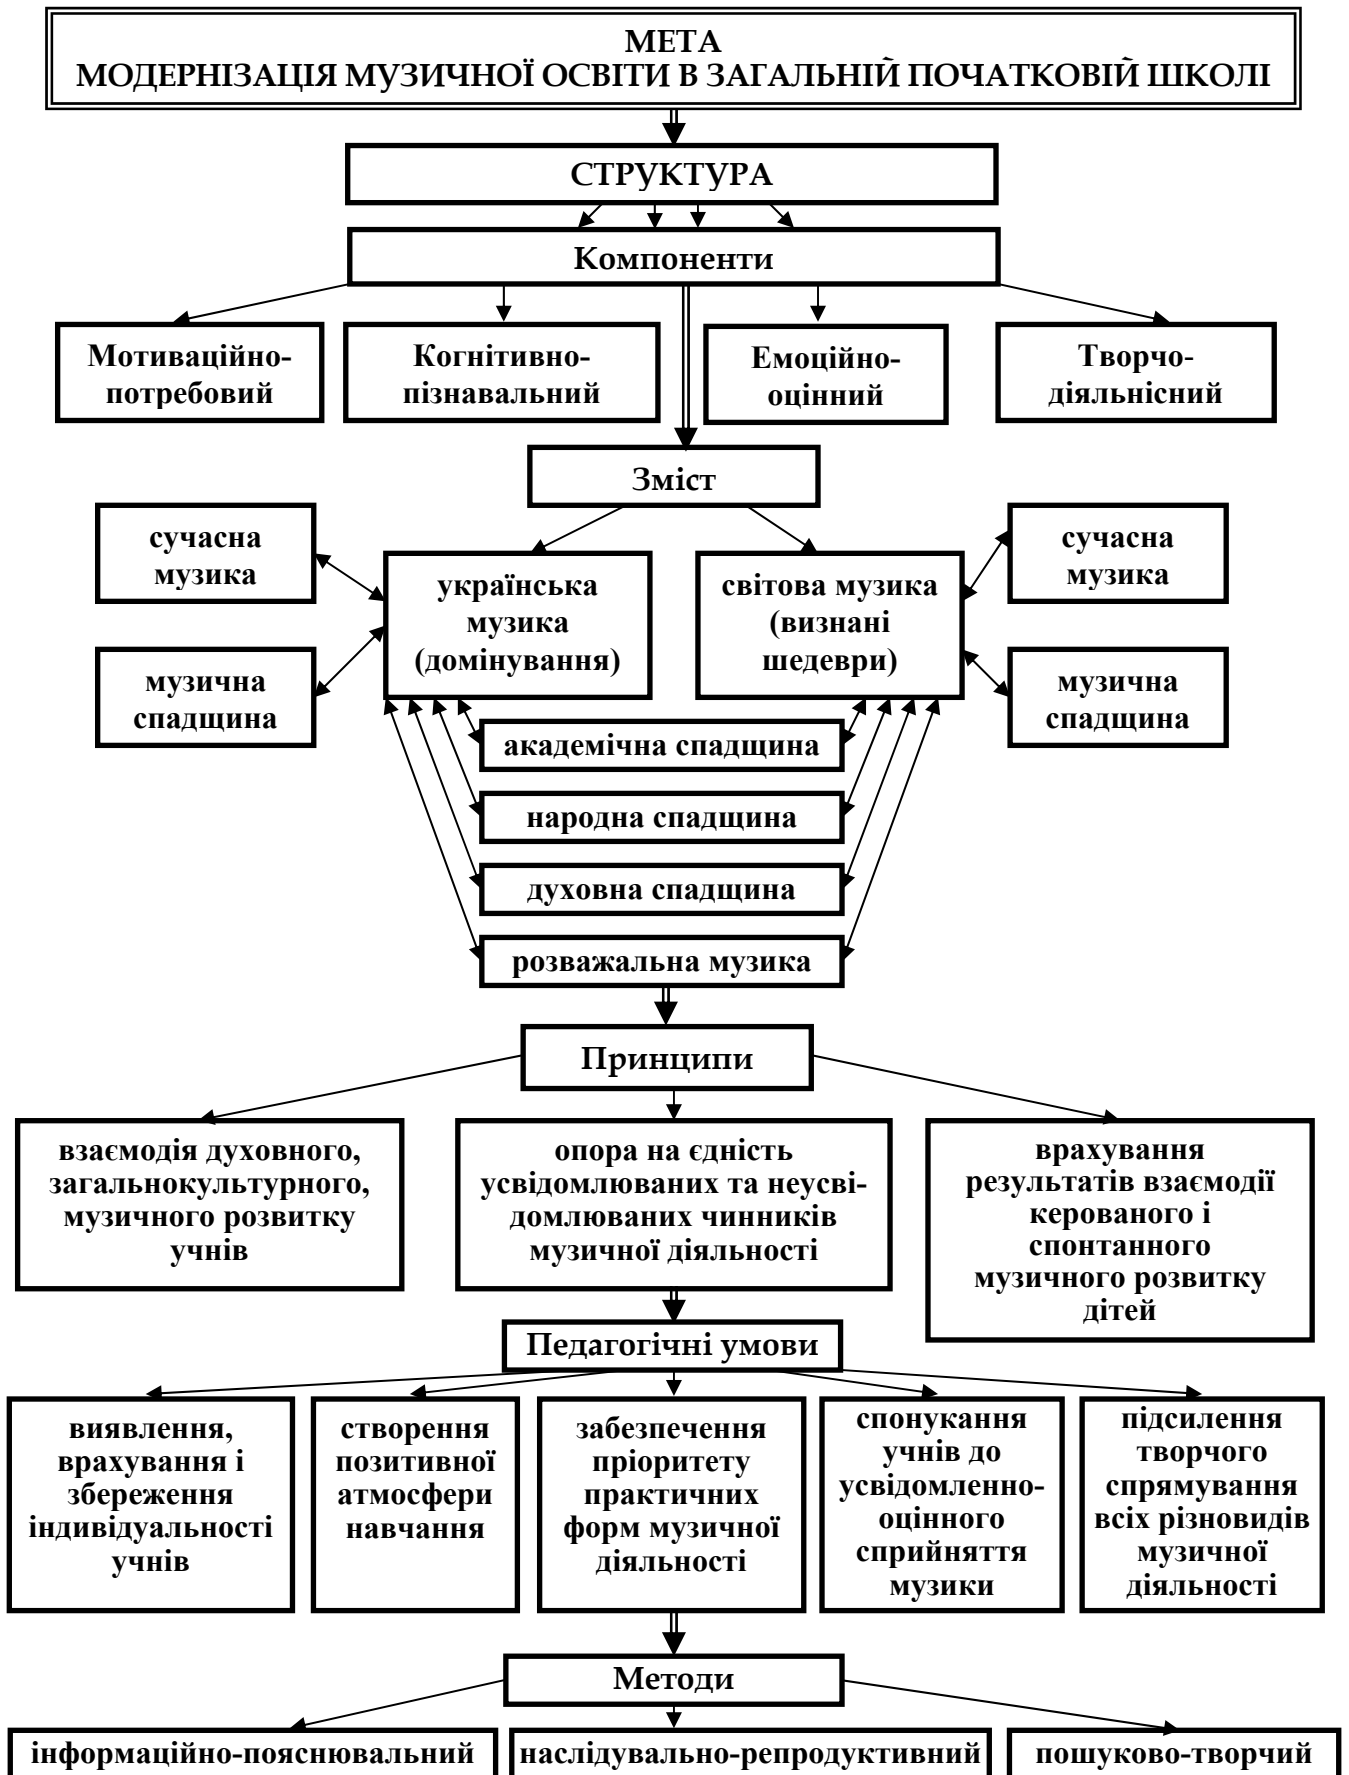 МЕТА
МОДЕРНІЗАЦІЯ МУЗИЧНОЇ ОСВІТИ В ЗАГАЛЬНІЙ ПОЧАТКОВІЙ ШКОЛІ
СТРУКТУРА
Компоненти
Мотиваційно-
потребовий
Когнітивно-
пізнавальний
Емоційно-
оцінний
Творчо-
діяльнісний
Зміст
сучасна
музика
музична
спадщина
українська
музика
(домінування)
світова музика
(визнані
шедеври)
сучасна
музика
музична
спадщина
академічна спадщина
народна спадщина
духовна спадщина
розважальна музика
Принципи
взаємодія духовного,
загальнокультурного,
музичного розвитку
учнів
опора на єдність
усвідомлюваних та неусві-
домлюваних чинників
музичної діяльності
врахування
результатів взаємодії
керованого і
спонтанного
музичного розвитку
дітей
Педагогічні умови
виявлення,
врахування і
збереження
індивідуальності
учнів
створення
позитивної
атмосфери
навчання
забезпечення
пріоритету
практичних
форм музичної
діяльності
спонукання
учнів до
усвідомленно-
оцінного
сприйняття
музики
підсилення
творчого
спрямування
всіх різновидів
музичної
діяльності
Методи
інформаційно-пояснювальний
наслідувально-репродуктивний
пошуково-творчий